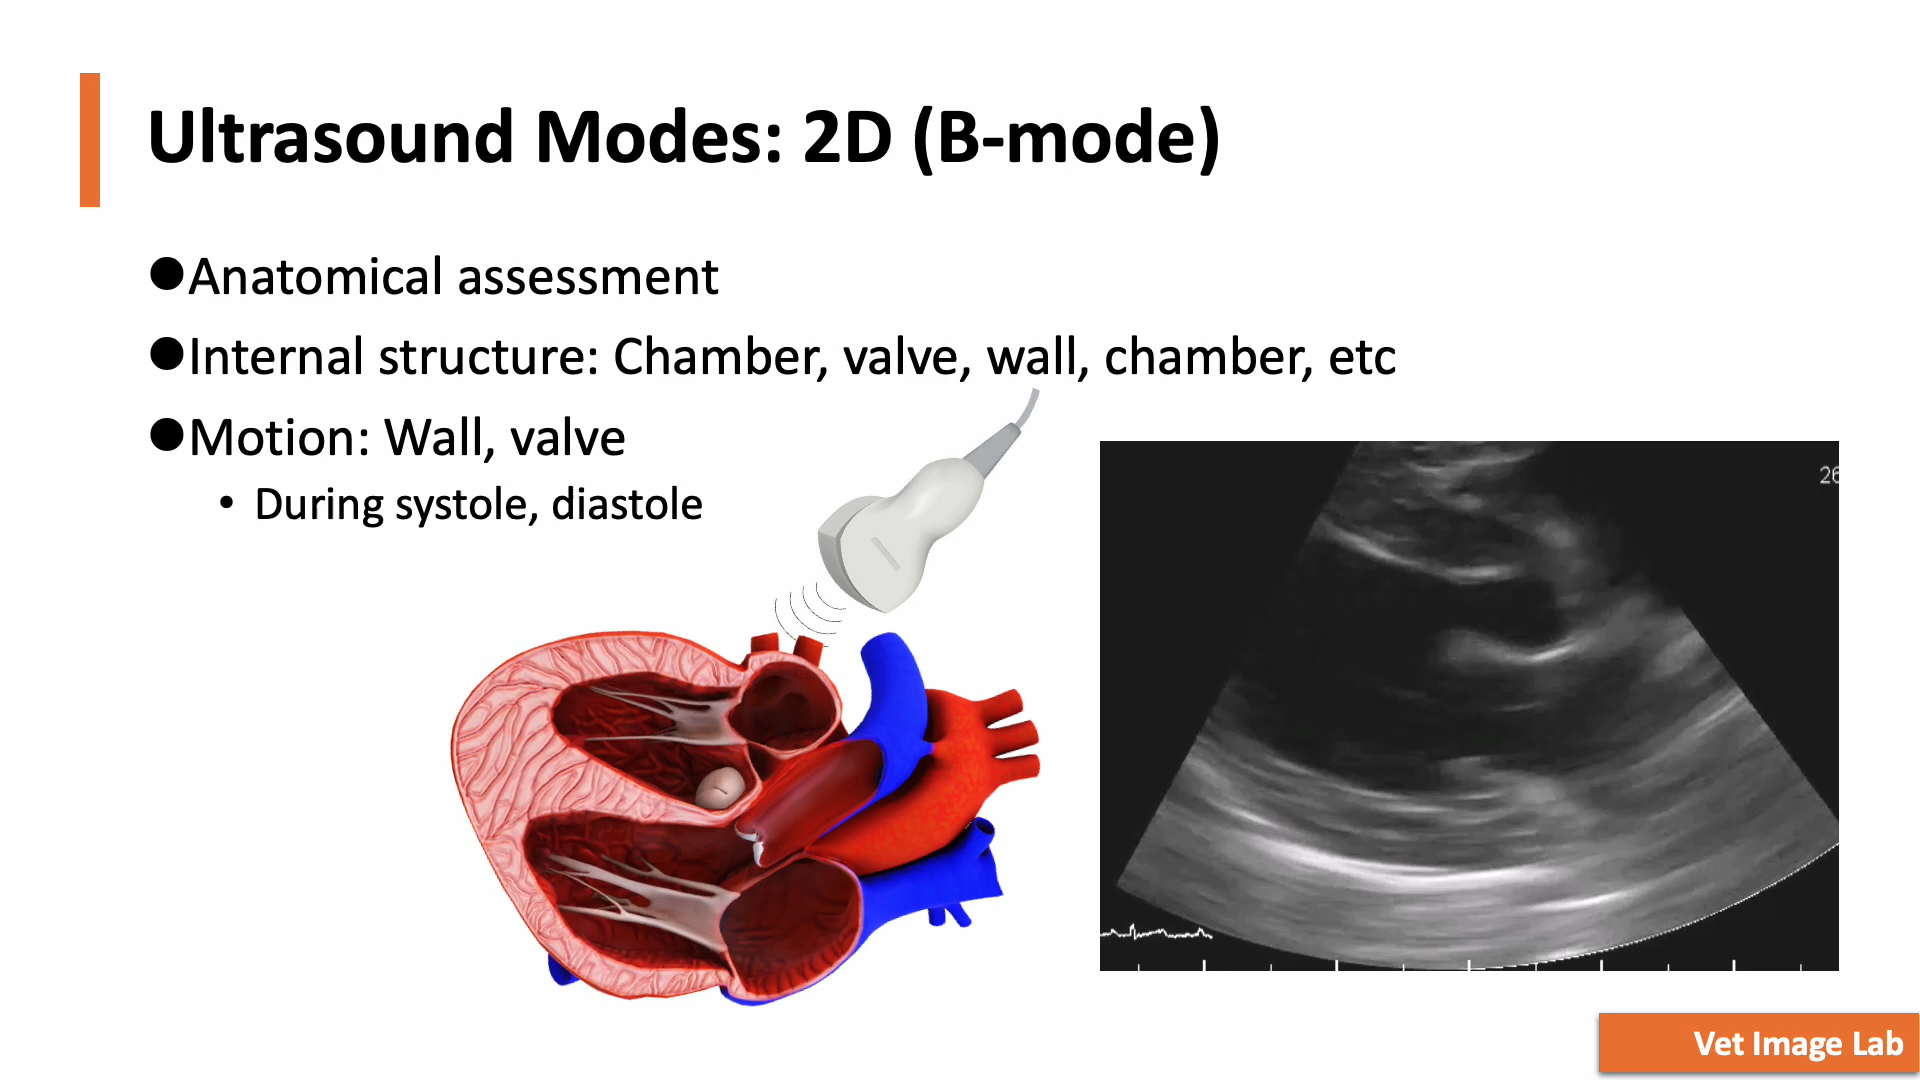 Ultrasound Modes: 2D (B-mode)
●Anatomical assessment
●Internal structure: Chamber, valve, wall, chamber, etc
●Motion: Wall, valve
• During systole, diastole
26
Vet Image Lab